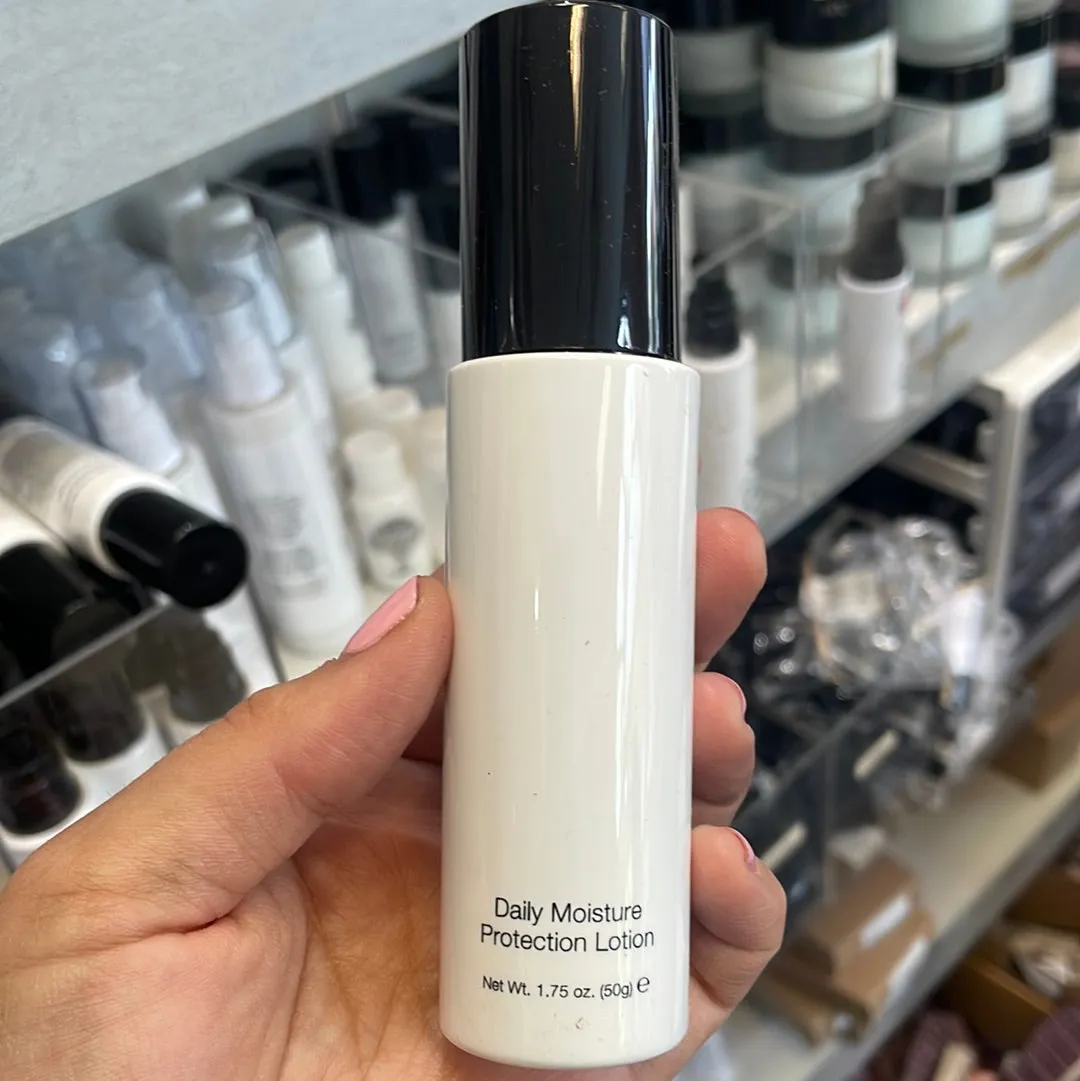 Daily Moisture
Protection Lotion
Net Wt. 1.75 oz. (50g) ℮